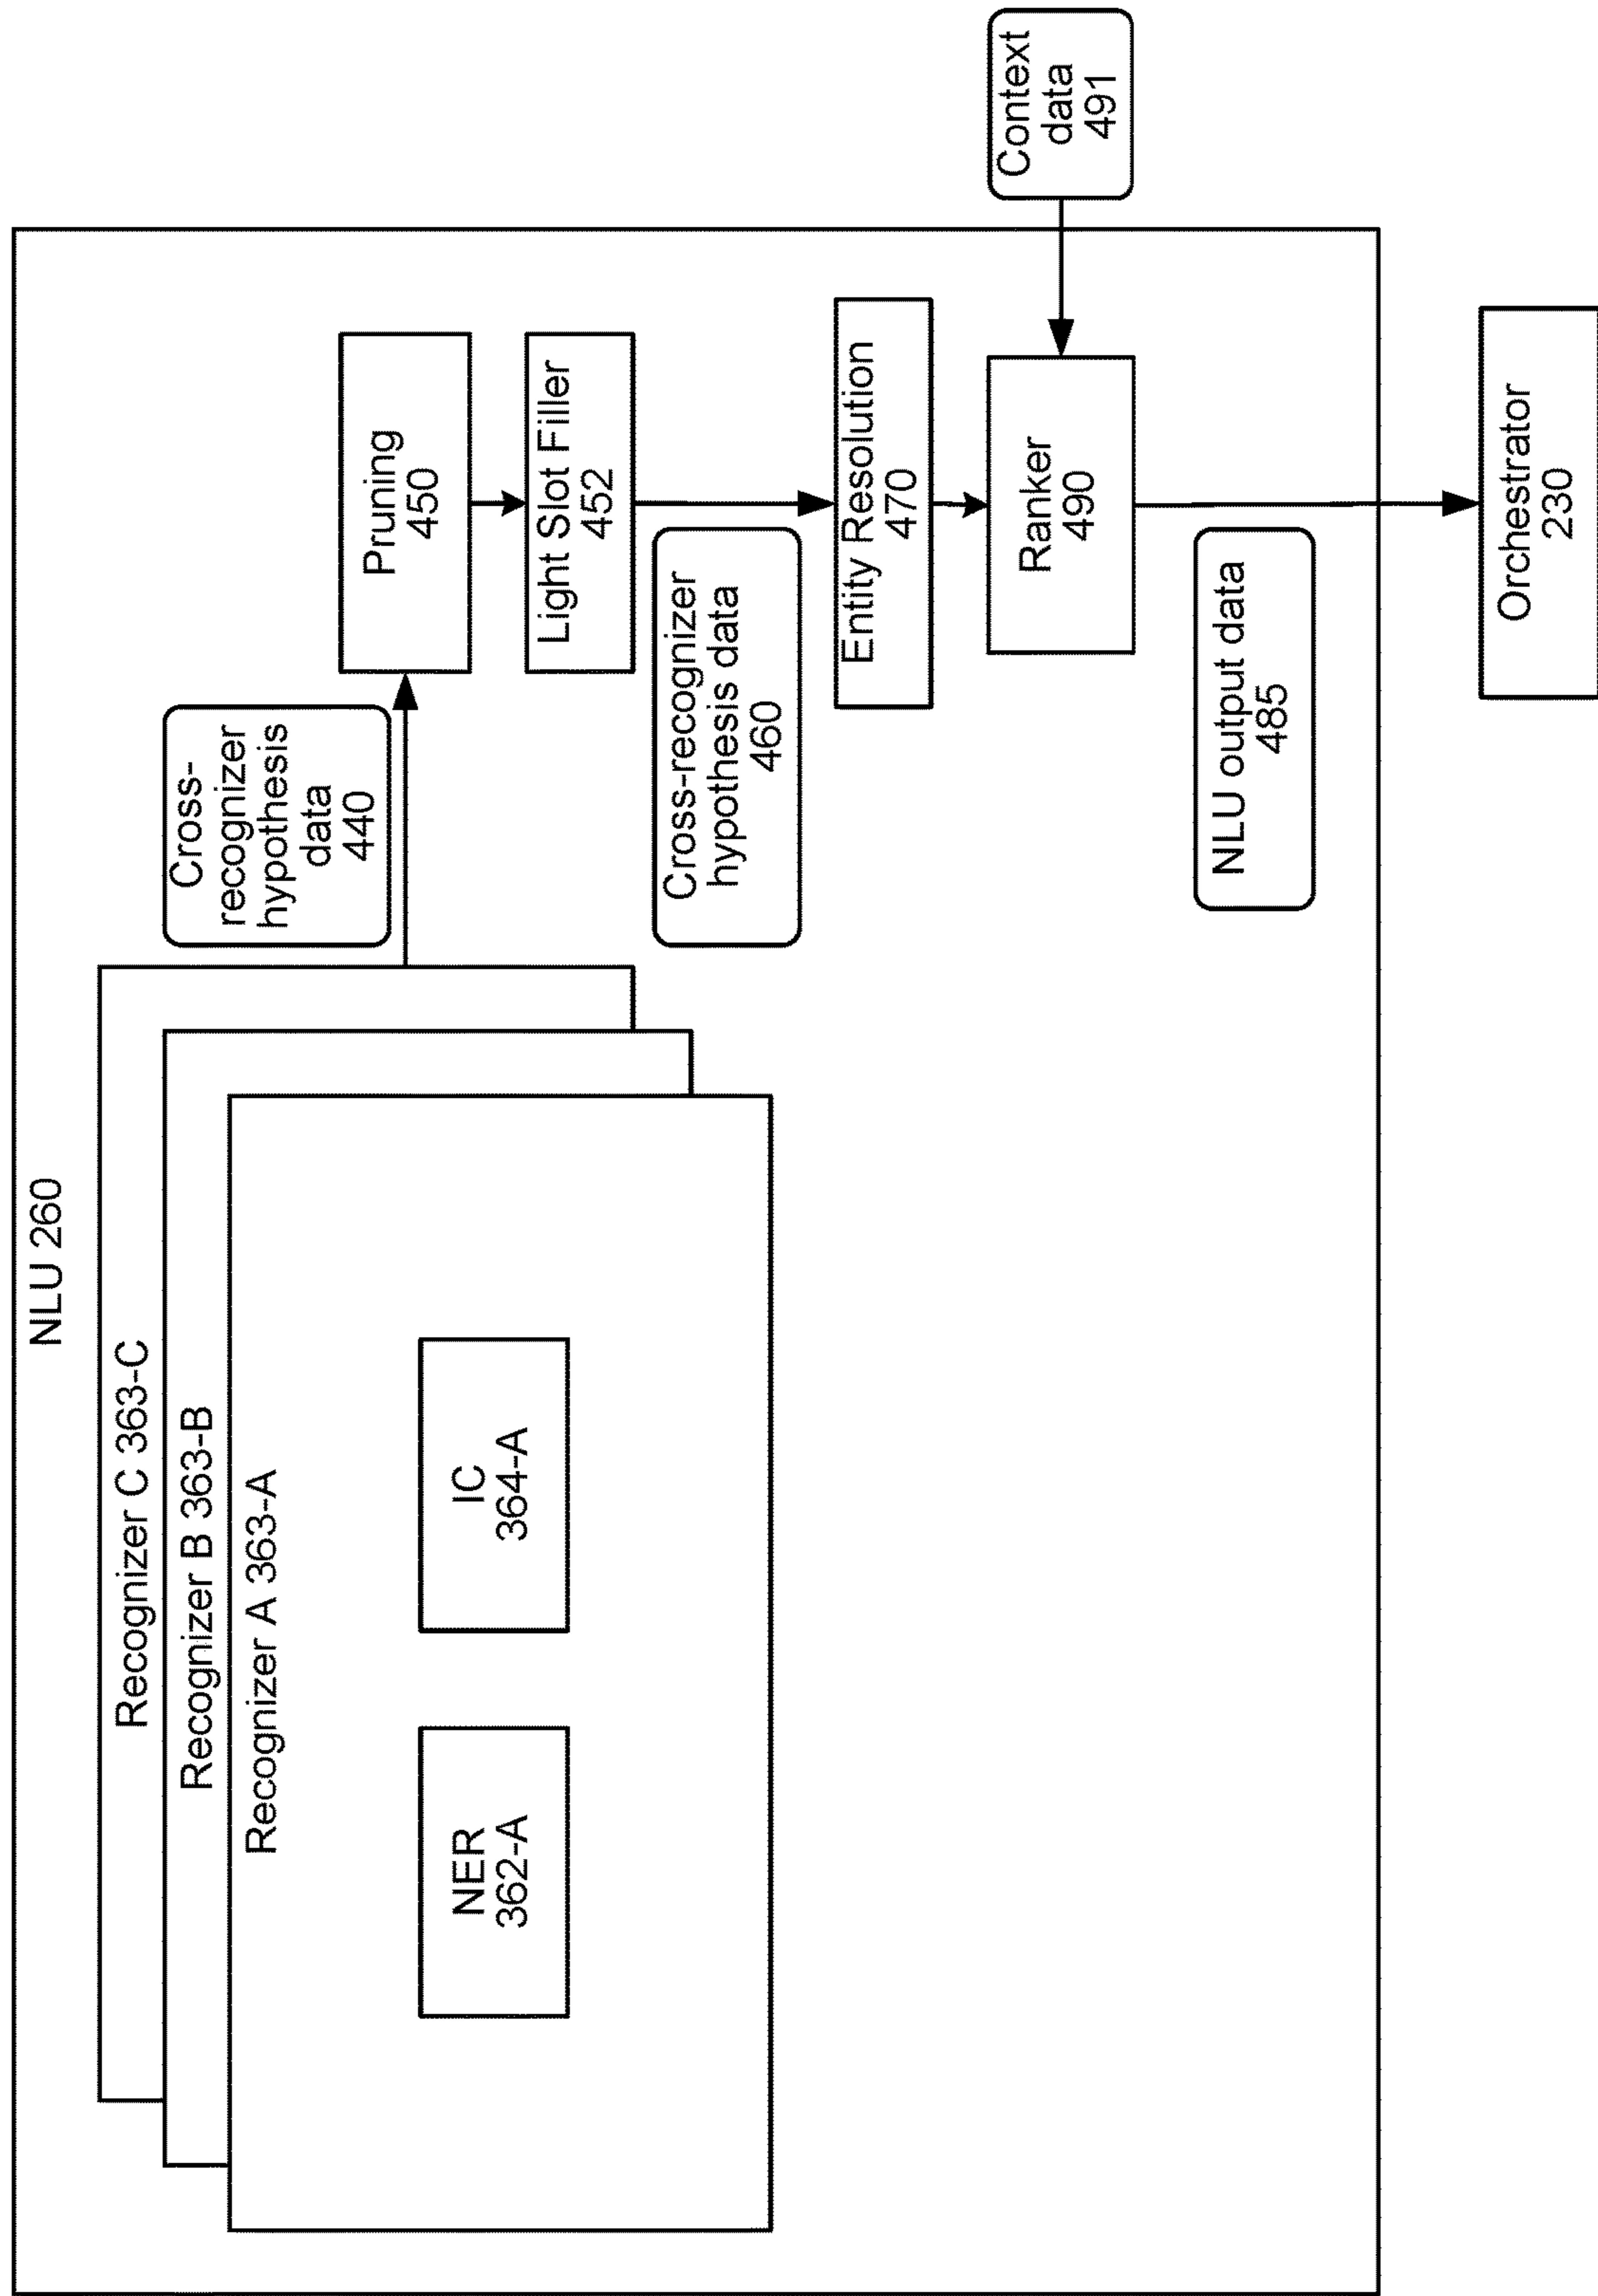 NLU 260
Recognizer C 363-C
Recognizer B 363-B
Recognizer A 363-A
NER
362-A
IC
364-A
Cross-
recognizer
hypothesis
data
440
Pruning
450
Light Slot Filler
452
Cross-recognizer
hypothesis data
460
Entity Resolution
470
Ranker
490
Context
data
491
NLU output data
485
Orchestrator
230